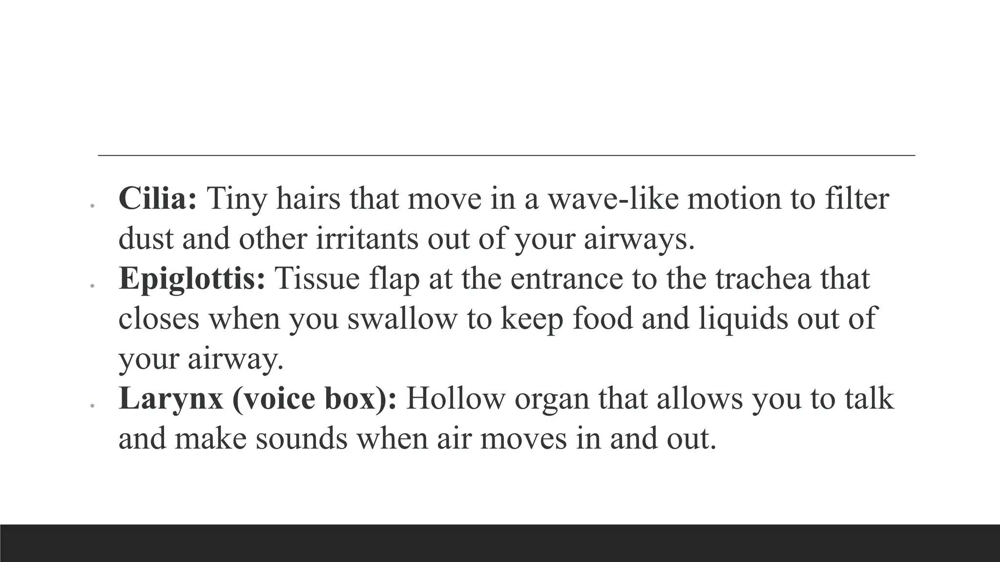 • Cilia: Tiny hairs that move in a wave-like motion to filter
dust and other irritants out of your airways.
• Epiglottis: Tissue flap at the entrance to the trachea that
closes when you swallow to keep food and liquids out of
your airway.
• Larynx (voice box): Hollow organ that allows you to talk
and make sounds when air moves in and out.